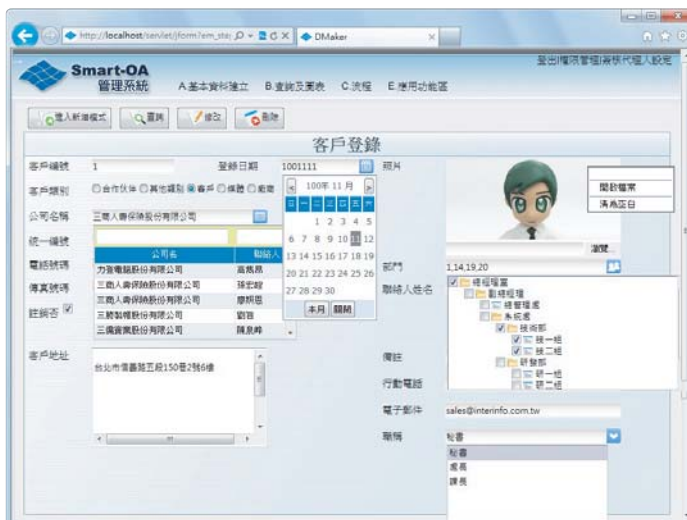 http://localhost/servlet/jform?em_ste
DMaker
登出|權限管理|簽核代理人設定
Smart-OA
管理系統
A.基本資料建立 B.查詢及圖表 C.流程 E.應用功能區
進入新增模式 查詢 修改 刪除
客戶登錄
客戶編號 1 登錄日期 1001111 照片
客戶類別 合作伙伴 其他類別 客戶 媒體 廠商
開啟檔案
清為空白
公司名稱 三商人壽保險股份有限公司
100年 11月
日 一 二 三 四 五 六
1 2 3 4 5
6 7 8 9 10 11 12
13 14 15 16 17 18 19
20 21 22 23 24 25 26
27 28 29 30
本月 關閉
統一編號
公司名 聯絡人
瀏覽...
電話號碼
力宜電腦股份有限公司
三商人壽保險股份有限公司 孫宏暟
三商人壽保險股份有限公司
三勝製帽股份有限公司 劉百
三儀實業股份有限公司 陳泉峰
傳真號碼
註銷否
部門 1,14,19,20
總經理室
副總經理
總管理處
系統處
技術部
技一組
技二組
研發部
研一組
研二組
聯絡人姓名
客戶地址 台北市信義路五段150巷2號6樓
備註
行動電話
電子郵件 sales@interinfo.com.tw
職稱 秘書
秘書
處長
課長